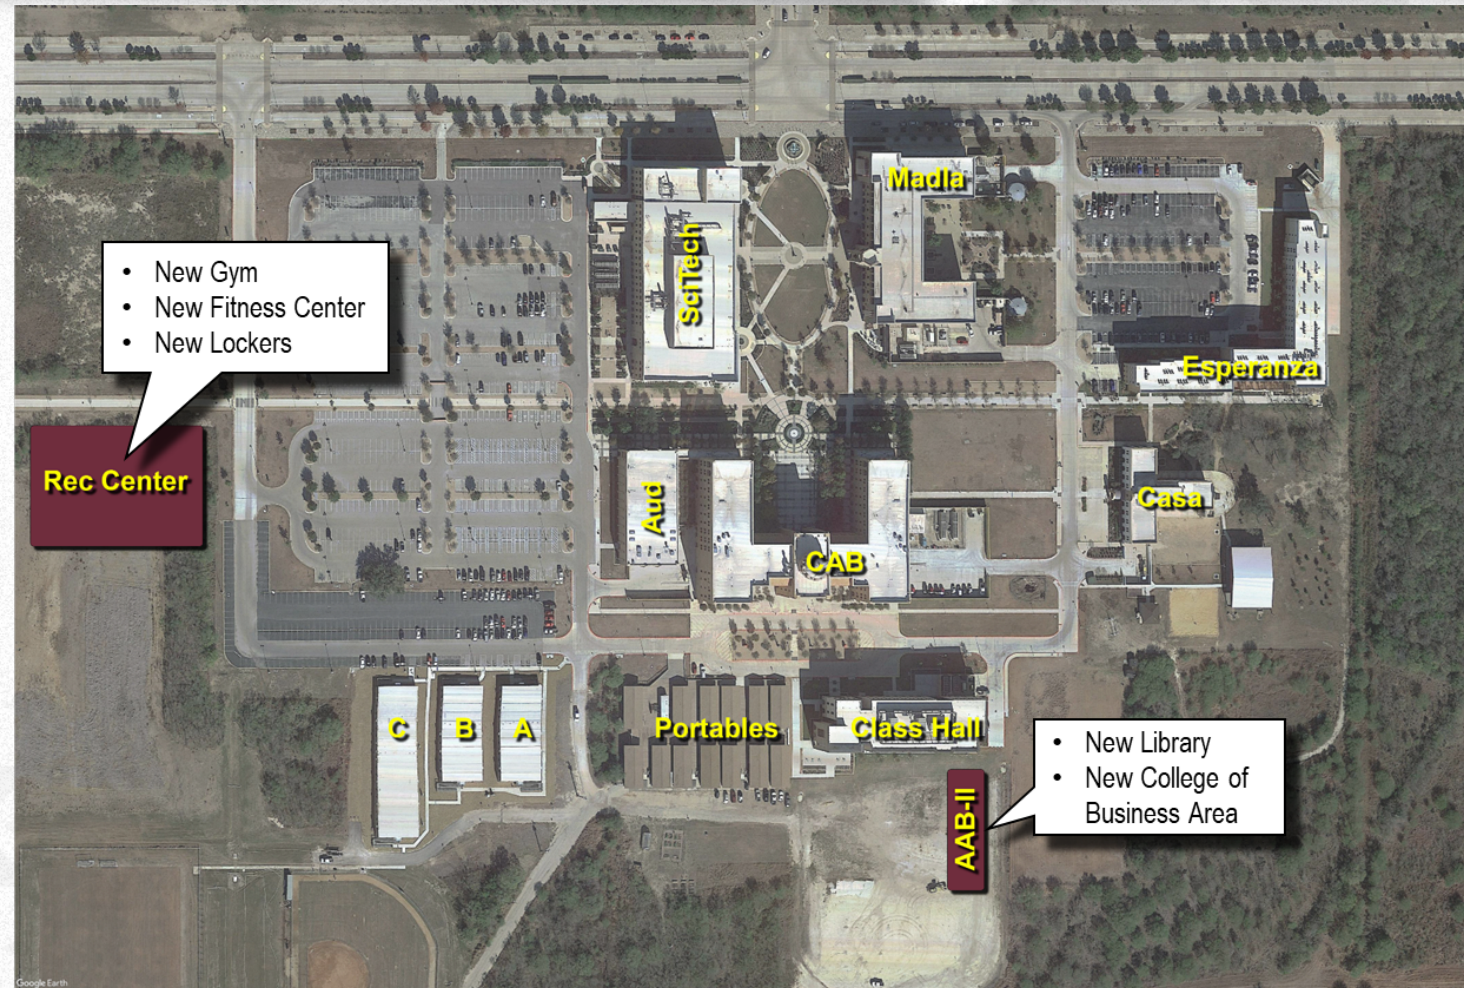 Madla
SciTech
• New Gym
• New Fitness Center
• New Lockers
Esperanza
Rec Center
Aud
Casa
CAB
C
B
A
Portables
Class Hall
• New Library
• New College of
Business Area
AAB-II
Google Earth